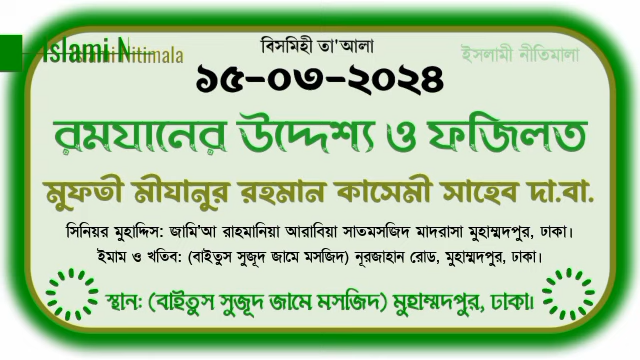 Islami N
Islami Nitimala
বিসমিহী তা'আলা
ইসলামী নীতিমালা
১৫-০৩-২০২৪
রমযানের উদ্দেশ্য ও ফজিলত
মুফতী মীযানুর রহমান কাসেমী সাহেব দা.বা.
সিনিয়র মুহাদ্দিস: জামি'আ রাহমানিয়া আরাবিয়া সাতমসজিদ মাদরাসা মুহাম্মদপুর, ঢাকা।
ইমাম ও খতিব: (বাইতুস সুজূদ জামে মসজিদ) নূরজাহান রোড, মুহাম্মদপুর, ঢাকা।
স্থান: (বাইতুস সুজূদ জামে মসজিদ) মুহাম্মদপুর, ঢাকা।